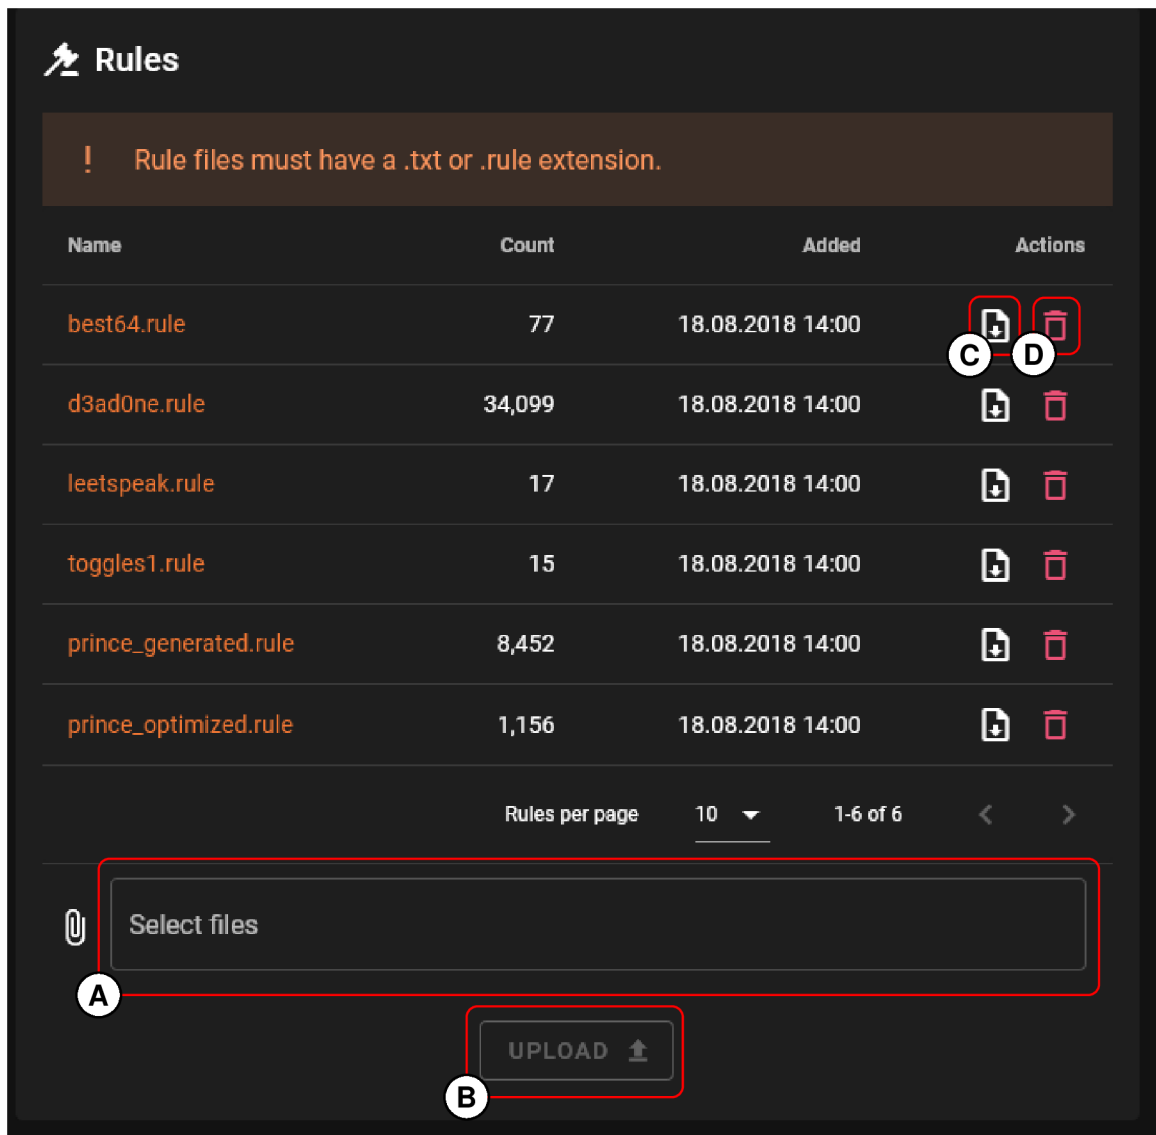 Rules
! Rule files must have a .txt or .rule extension.
Name Count Added Actions
best64.rule 77 18.08.2018 14:00
C D
d3ad0ne.rule 34,099 18.08.2018 14:00
leetspeak.rule 17 18.08.2018 14:00
toggles1.rule 15 18.08.2018 14:00
prince_generated.rule 8,452 18.08.2018 14:00
prince_optimized.rule 1,156 18.08.2018 14:00
Rules per page 10 1-6 of 6
Select files
A
UPLOAD
B